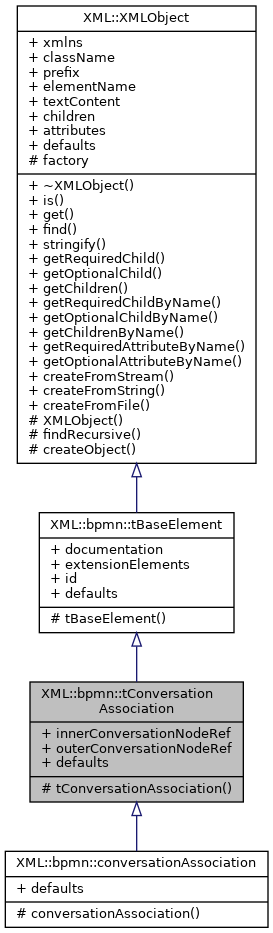 XML::XMLObject
+ xmlns
+ className
+ prefix
+ elementName
+ textContent
+ children
+ attributes
+ defaults
# factory
+ ~XMLObject()
+ is()
+ get()
+ find()
+ stringify()
+ getRequiredChild()
+ getOptionalChild()
+ getChildren()
+ getRequiredChildByName()
+ getOptionalChildByName()
+ getChildrenByName()
+ getRequiredAttributeByName()
+ getOptionalAttributeByName()
+ createFromStream()
+ createFromString()
+ createFromFile()
# XMLObject()
# findRecursive()
# createObject()
XML::bpmn::tBaseElement
+ documentation
+ extensionElements
+ id
+ defaults
# tBaseElement()
XML::bpmn::tConversation
Association
+ innerConversationNodeRef
+ outerConversationNodeRef
+ defaults
# tConversationAssociation()
XML::bpmn::conversationAssociation
+ defaults
# conversationAssociation()